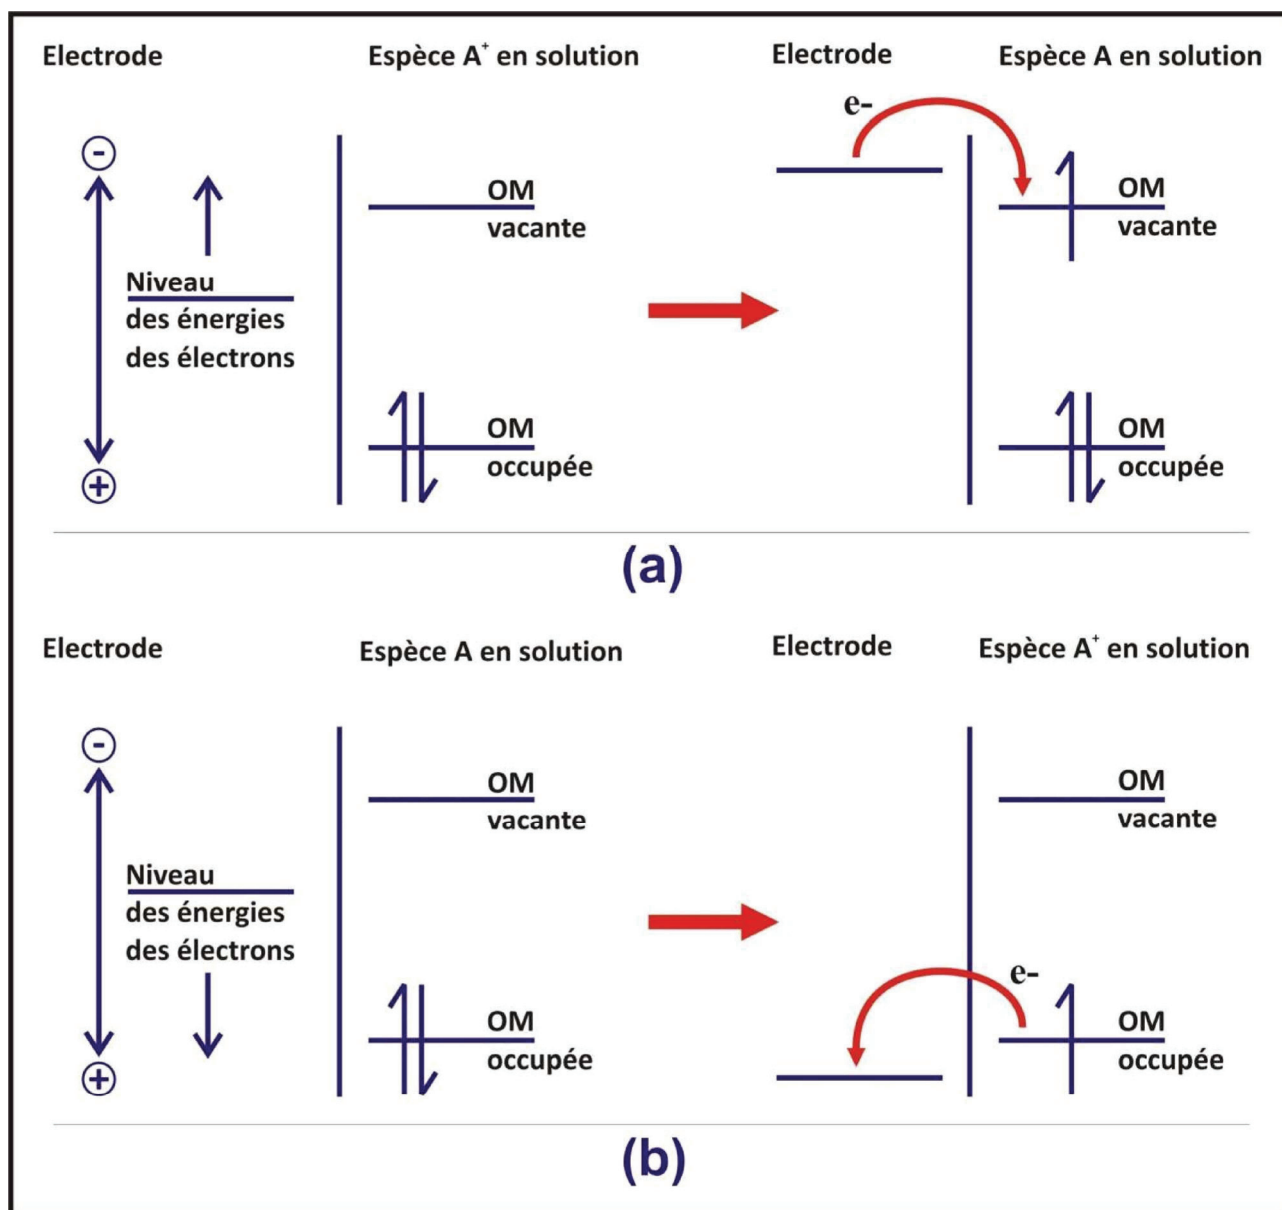 Electrode
Espèce A⁺ en solution
Electrode
Espèce A en solution
e-
-
OM
vacante
OM
vacante
Niveau
des énergies
des électrons
OM
occupée
OM
occupée
+
(a)
Electrode
Espèce A en solution
Electrode
Espèce A⁺ en solution
-
OM
vacante
OM
vacante
Niveau
des énergies
des électrons
e-
OM
occupée
OM
occupée
+
(b)